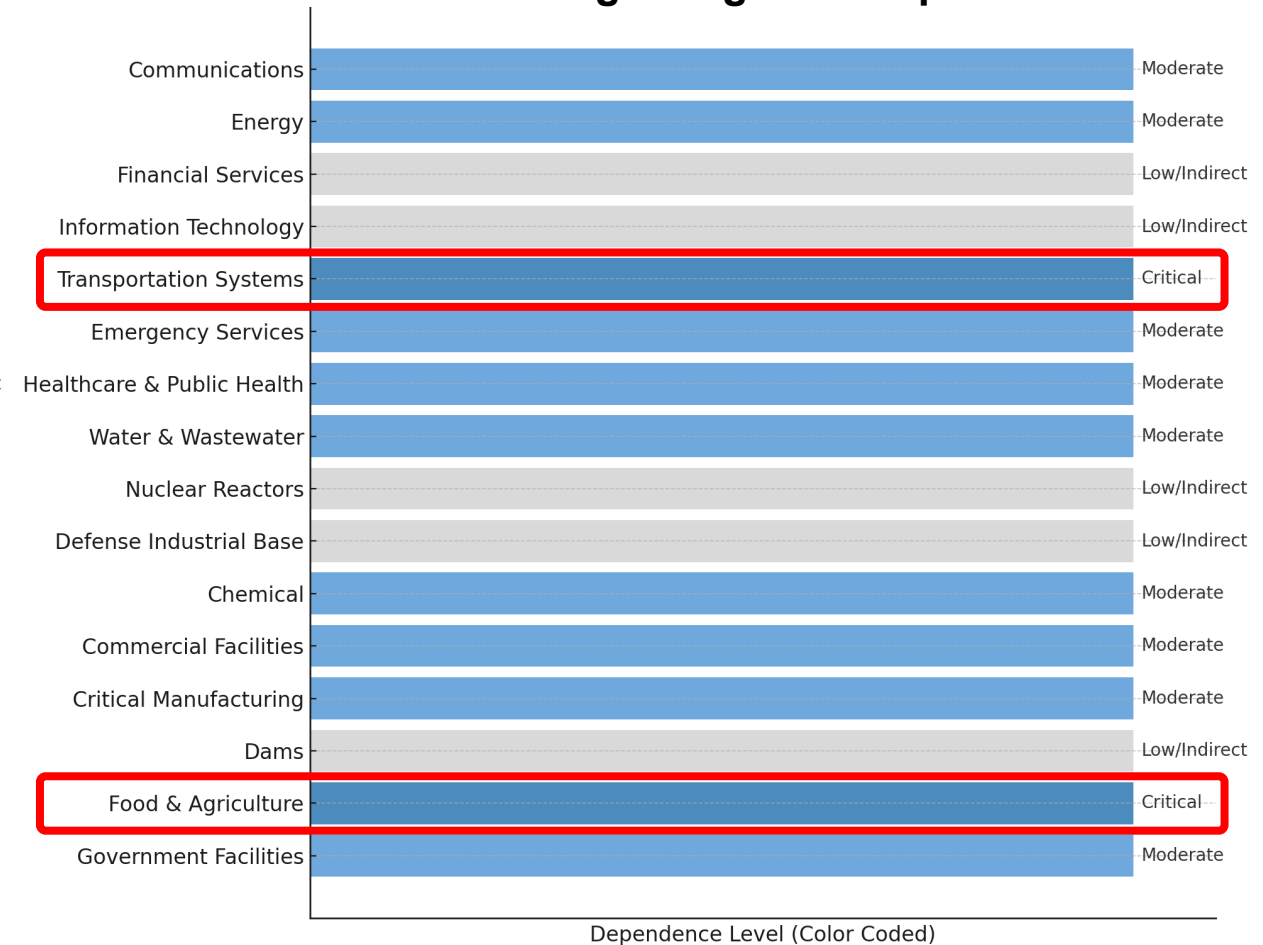 Communications Moderate
Energy Moderate
Financial Services Low/Indirect
Information Technology Low/Indirect
Transportation Systems Critical
Emergency Services Moderate
Healthcare & Public Health Moderate
Water & Wastewater Moderate
Nuclear Reactors Low/Indirect
Defense Industrial Base Low/Indirect
Chemical Moderate
Commercial Facilities Moderate
Critical Manufacturing Moderate
Dams Low/Indirect
Food & Agriculture Critical
Government Facilities Moderate
Dependence Level (Color Coded)